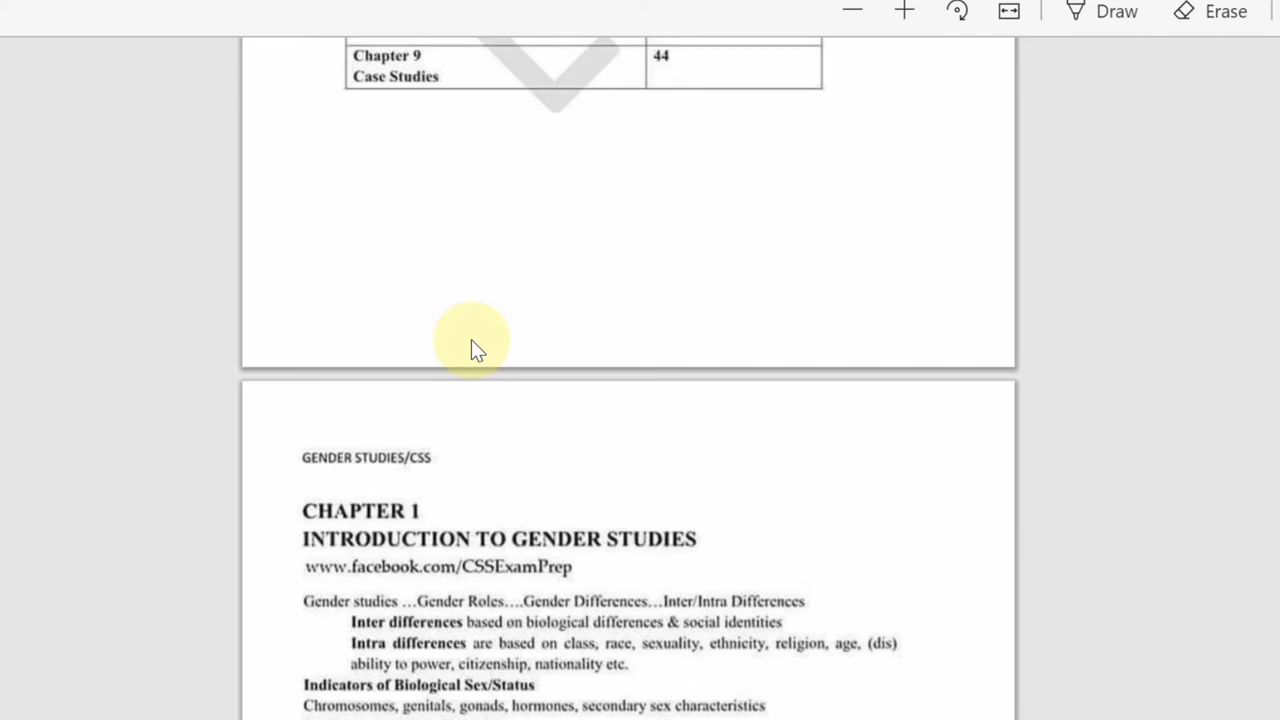 Draw
Erase
Chapter 9
44
Case Studies
GENDER STUDIES/CSS
CHAPTER 1
INTRODUCTION TO GENDER STUDIES
www.facebook.com/CSSExamPrep
Gender studies …Gender Roles….Gender Differences…Inter/Intra Differences
Inter differences based on biological differences & social identities
Intra differences are based on class, race, sexuality, ethnicity, religion, age, (dis)
ability to power, citizenship, nationality etc.
Indicators of Biological Sex/Status
Chromosomes, genitals, gonads, hormones, secondary sex characteristics